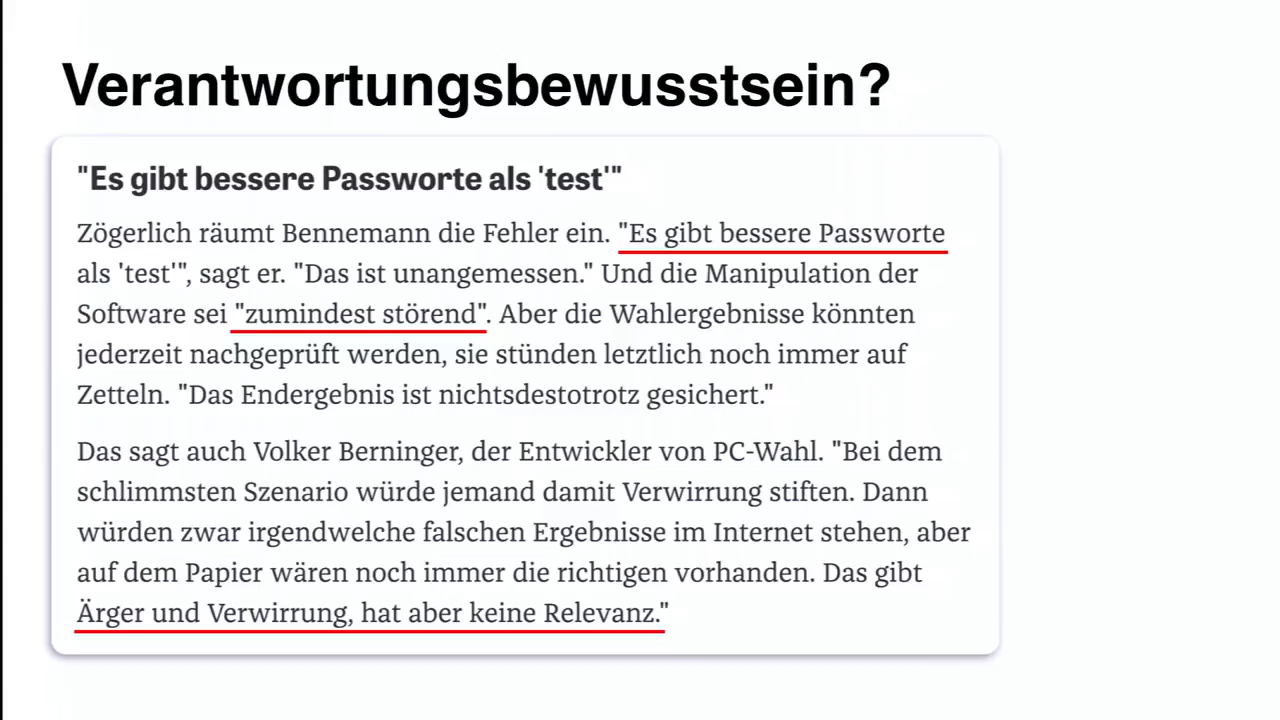 Verantwortungsbewusstsein?
"Es gibt bessere Passworte als 'test'"
Zögerlich räumt Bennemann die Fehler ein. "Es gibt bessere Passworte
als 'test'", sagt er. "Das ist unangemessen." Und die Manipulation der
Software sei "zumindest störend". Aber die Wahlergebnisse könnten
jederzeit nachgeprüft werden, sie stünden letztlich noch immer auf
Zetteln. "Das Endergebnis ist nichtsdestotrotz gesichert."
Das sagt auch Volker Berninger, der Entwickler von PC-Wahl. "Bei dem
schlimmsten Szenario würde jemand damit Verwirrung stiften. Dann
würden zwar irgendwelche falschen Ergebnisse im Internet stehen, aber
auf dem Papier wären noch immer die richtigen vorhanden. Das gibt
Ärger und Verwirrung, hat aber keine Relevanz."